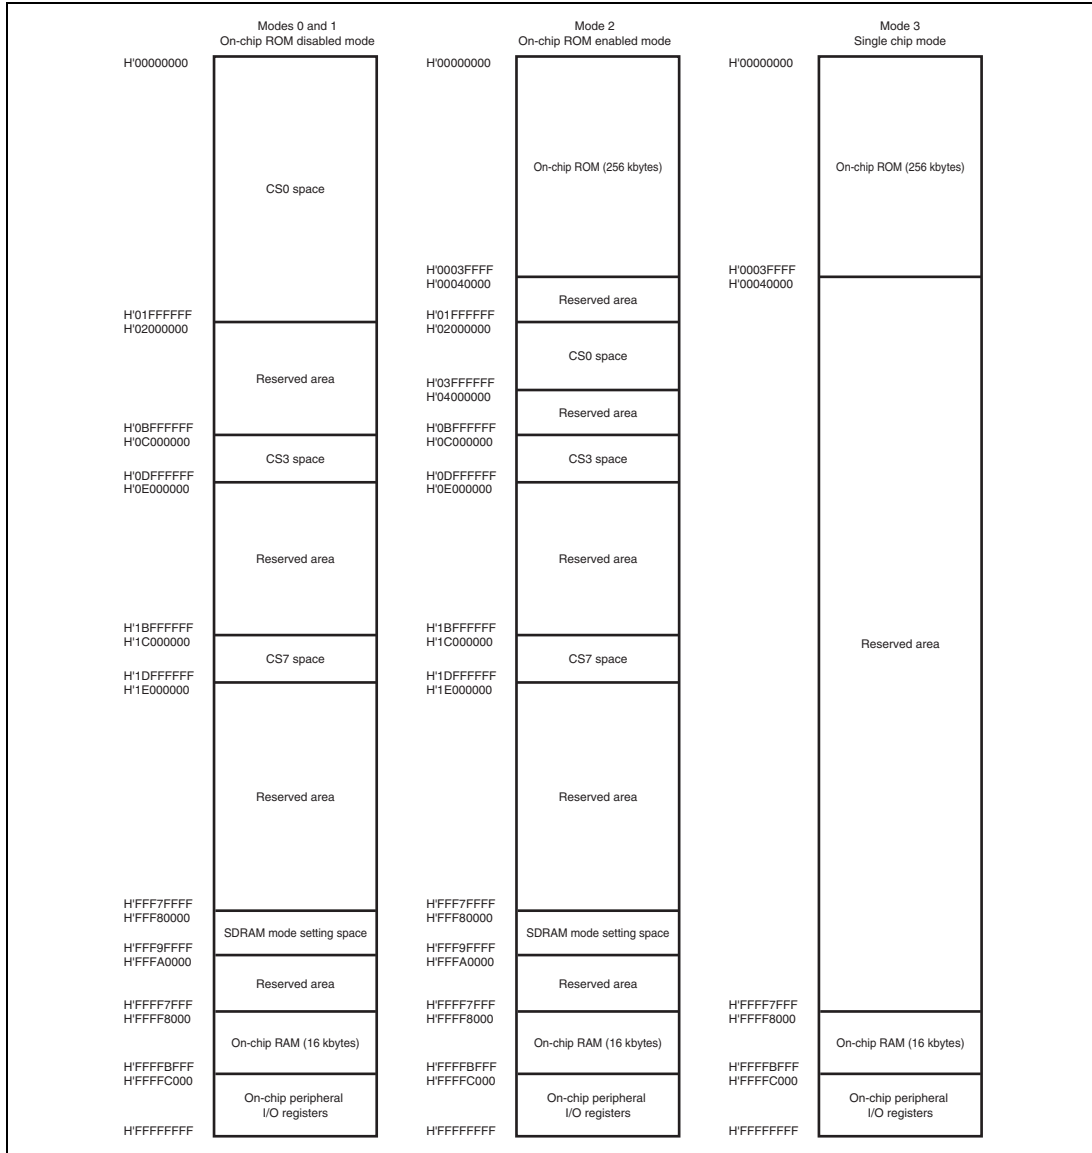 Modes 0 and 1
On-chip ROM disabled mode
H'00000000
CS0 space
H'01FFFFFF
H'02000000
Reserved area
H'0BFFFFFF
H'0C000000
CS3 space
H'0DFFFFFF
H'0E000000
Reserved area
H'1BFFFFFF
H'1C000000
CS7 space
H'1DFFFFFF
H'1E000000
Reserved area
H'FFF7FFFF
H'FFF80000
SDRAM mode setting space
H'FFF9FFFF
H'FFFA0000
Reserved area
H'FFFF7FFF
H'FFFF8000
On-chip RAM (16 kbytes)
H'FFFFBFFF
H'FFFFC000
On-chip peripheral
I/O registers
H'FFFFFFFF
Mode 2
On-chip ROM enabled mode
H'00000000
On-chip ROM (256 kbytes)
H'0003FFFF
H'00040000
Reserved area
H'01FFFFFF
H'02000000
CS0 space
H'03FFFFFF
H'04000000
Reserved area
H'0BFFFFFF
H'0C000000
CS3 space
H'0DFFFFFF
H'0E000000
Reserved area
H'1BFFFFFF
H'1C000000
CS7 space
H'1DFFFFFF
H'1E000000
Reserved area
H'FFF7FFFF
H'FFF80000
SDRAM mode setting space
H'FFF9FFFF
H'FFFA0000
Reserved area
H'FFFF7FFF
H'FFFF8000
On-chip RAM (16 kbytes)
H'FFFFBFFF
H'FFFFC000
On-chip peripheral
I/O registers
H'FFFFFFFF
Mode 3
Single chip mode
H'00000000
On-chip ROM (256 kbytes)
H'0003FFFF
H'00040000
Reserved area
H'FFFF7FFF
H'FFFF8000
On-chip RAM (16 kbytes)
H'FFFFBFFF
H'FFFFC000
On-chip peripheral
I/O registers
H'FFFFFFFF